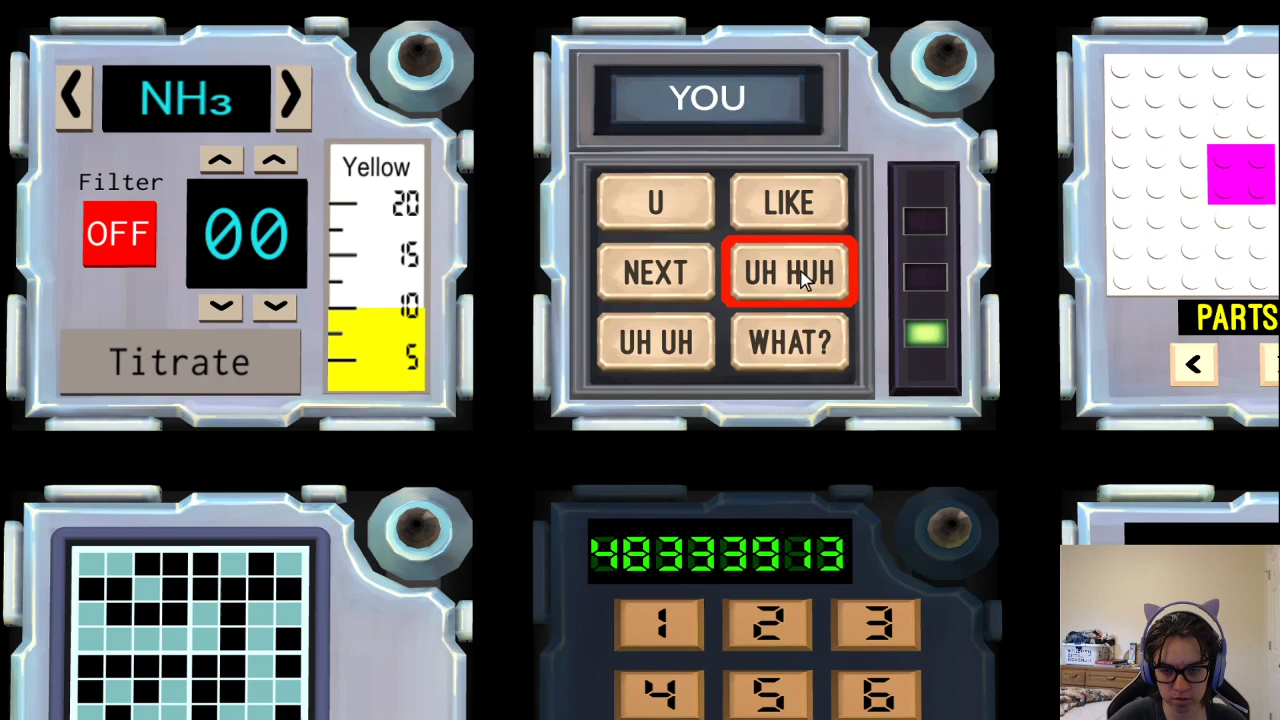 NH₃
Filter
OFF
00
Titrate
Yellow
20
15
10
5
YOU
U
LIKE
NEXT
UH HUH
UH UH
WHAT?
PARTS
<
48333913
1
2
3
4
5
6